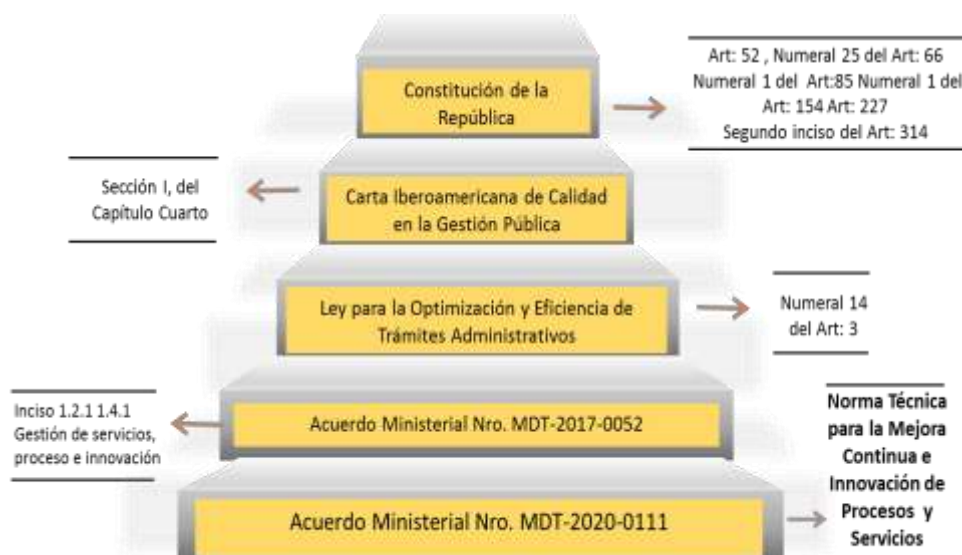 Constitución de la
República
Art: 52 , Numeral 25 del Art: 66
Numeral 1 del Art:85 Numeral 1 del
Art: 154 Art: 227
Segundo inciso del Art: 314
Sección I, del
Capítulo Cuarto
Carta Iberoamericana de Calidad
en la Gestión Pública
Ley para la Optimización y Eficiencia de
Trámites Administrativos
Numeral 14
del Art: 3
Inciso 1.2.1 1.4.1
Gestión de servicios,
proceso e innovación
Acuerdo Ministerial Nro. MDT-2017-0052
Acuerdo Ministerial Nro. MDT-2020-0111
Norma Técnica
para la Mejora
Continua e
Innovación de
Procesos y
Servicios